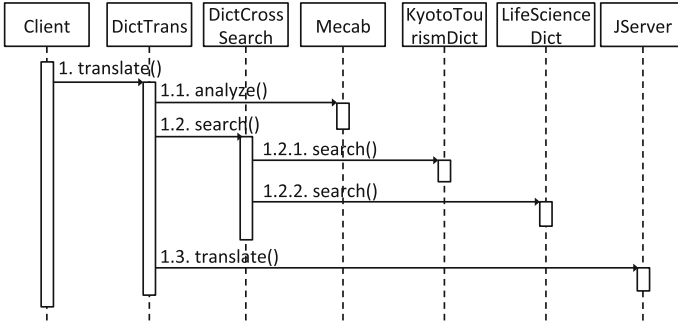 Client
DictTrans
DictCross
Search
Mecab
KyotoTou
rismDict
LifeScience
Dict
JServer
1. translate()
1.1. analyze()
1.2. search()
1.2.1. search()
1.2.2. search()
1.3. translate()